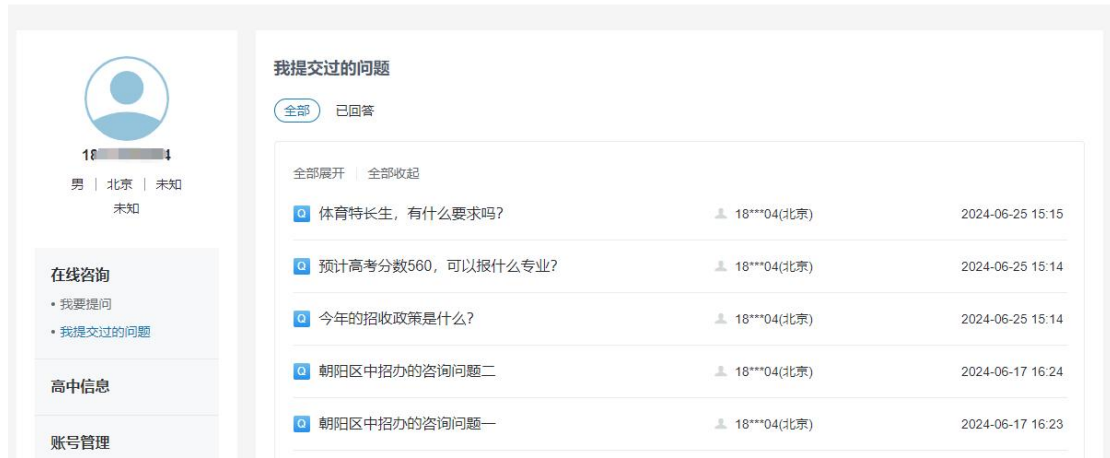 男 | 北京 | 未知
未知
在线咨询
• 我要提问
• 我提交过的问题
高中信息
账号管理
我提交过的问题
全部 已回答
全部展开 | 全部收起
Q 体育特长生，有什么要求吗? 18***04(北京) 2024-06-25 15:15
Q 预计高考分数560，可以报什么专业? 18***04(北京) 2024-06-25 15:14
Q 今年的招收政策是什么? 18***04(北京) 2024-06-25 15:14
Q 朝阳区中招办的咨询问题二 18***04(北京) 2024-06-17 16:24
Q 朝阳区中招办的咨询问题一 18***04(北京) 2024-06-17 16:23